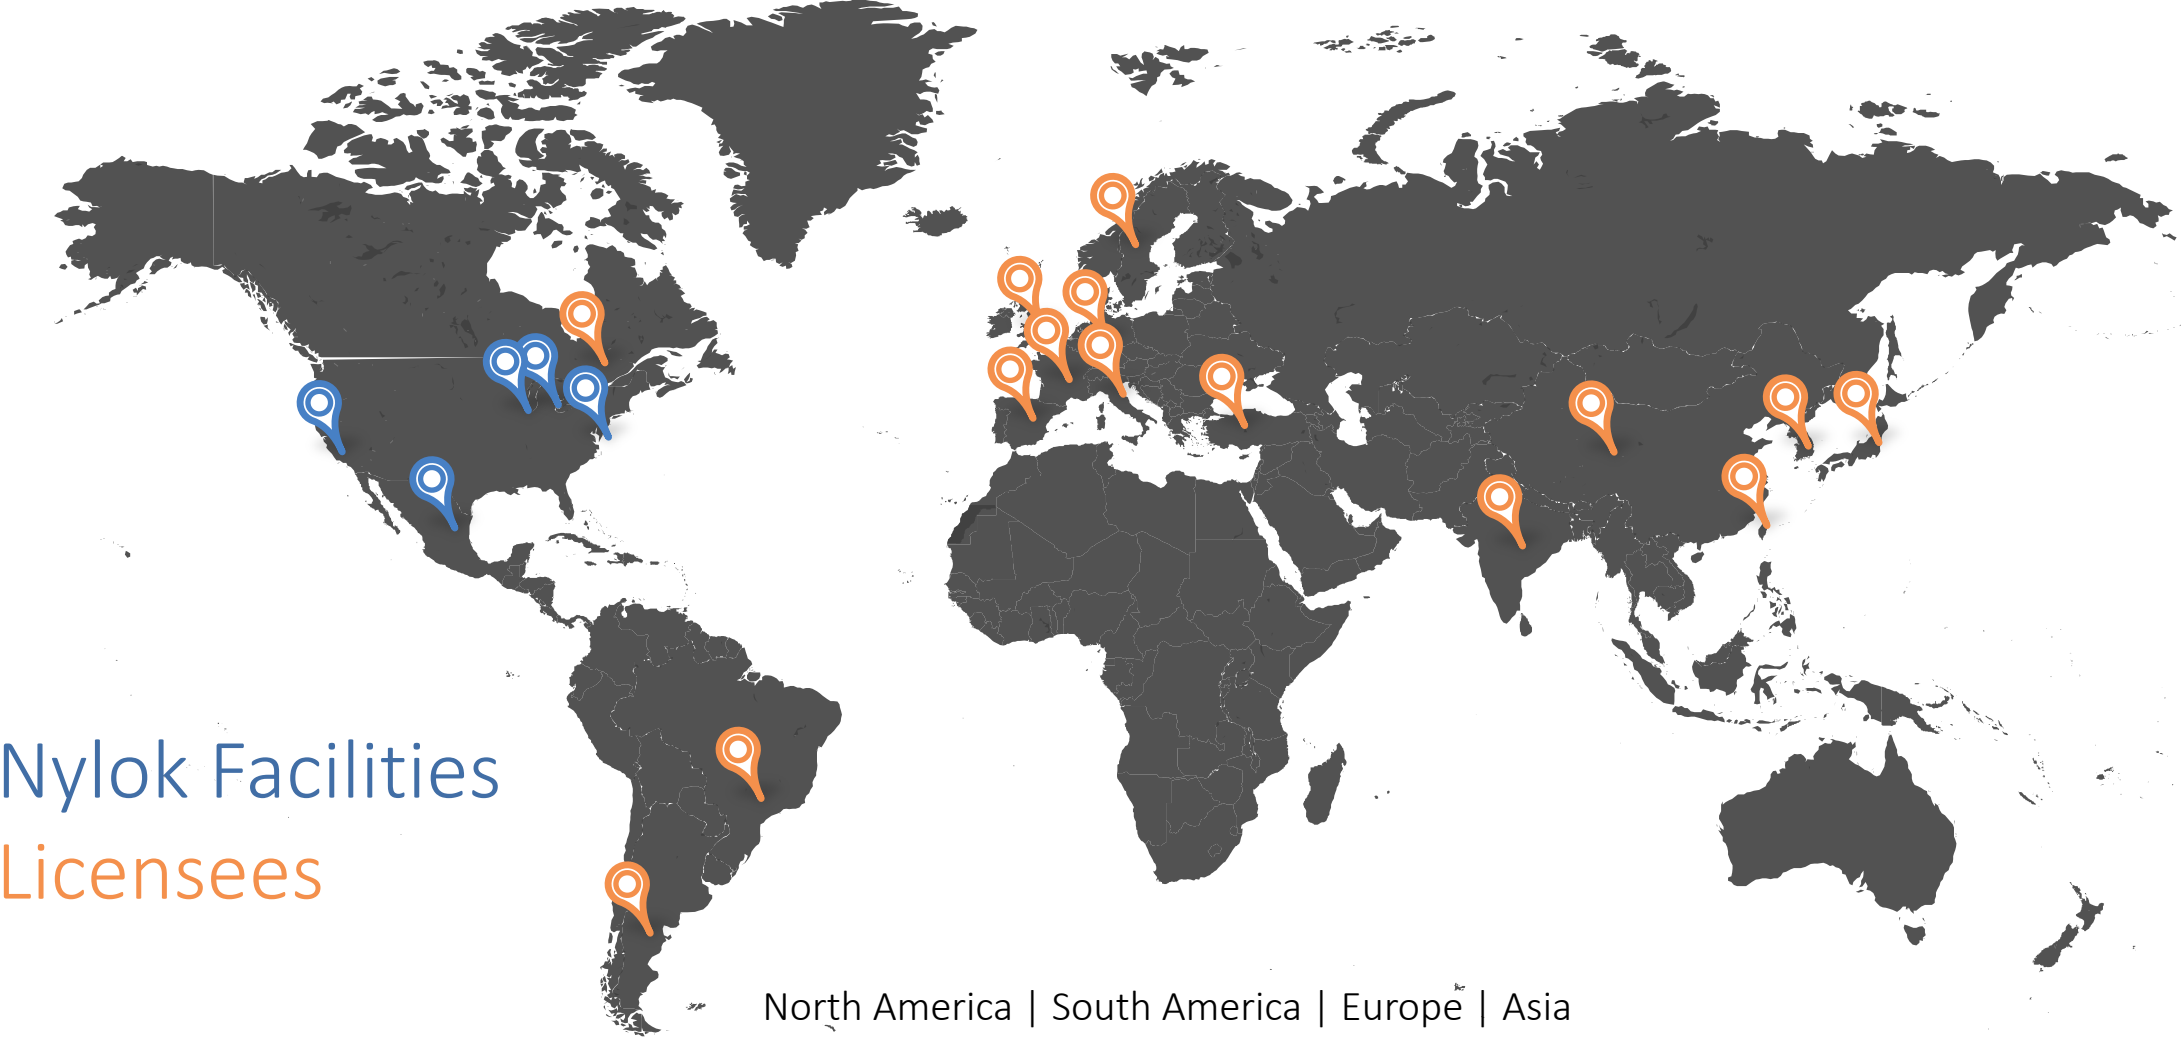 Nylok Facilities
Licensees
North America | South America | Europe | Asia